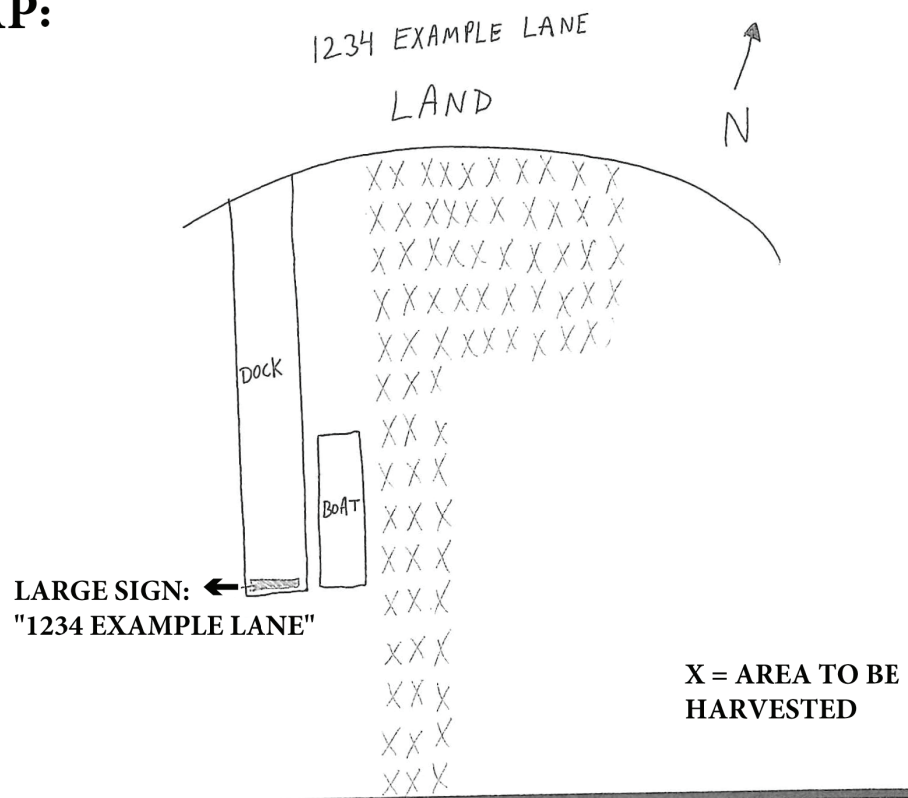 AP:
1234 EXAMPLE LANE
LAND
N
DOCK
BOAT
LARGE SIGN:
"1234 EXAMPLE LANE"
X = AREA TO BE
HARVESTED